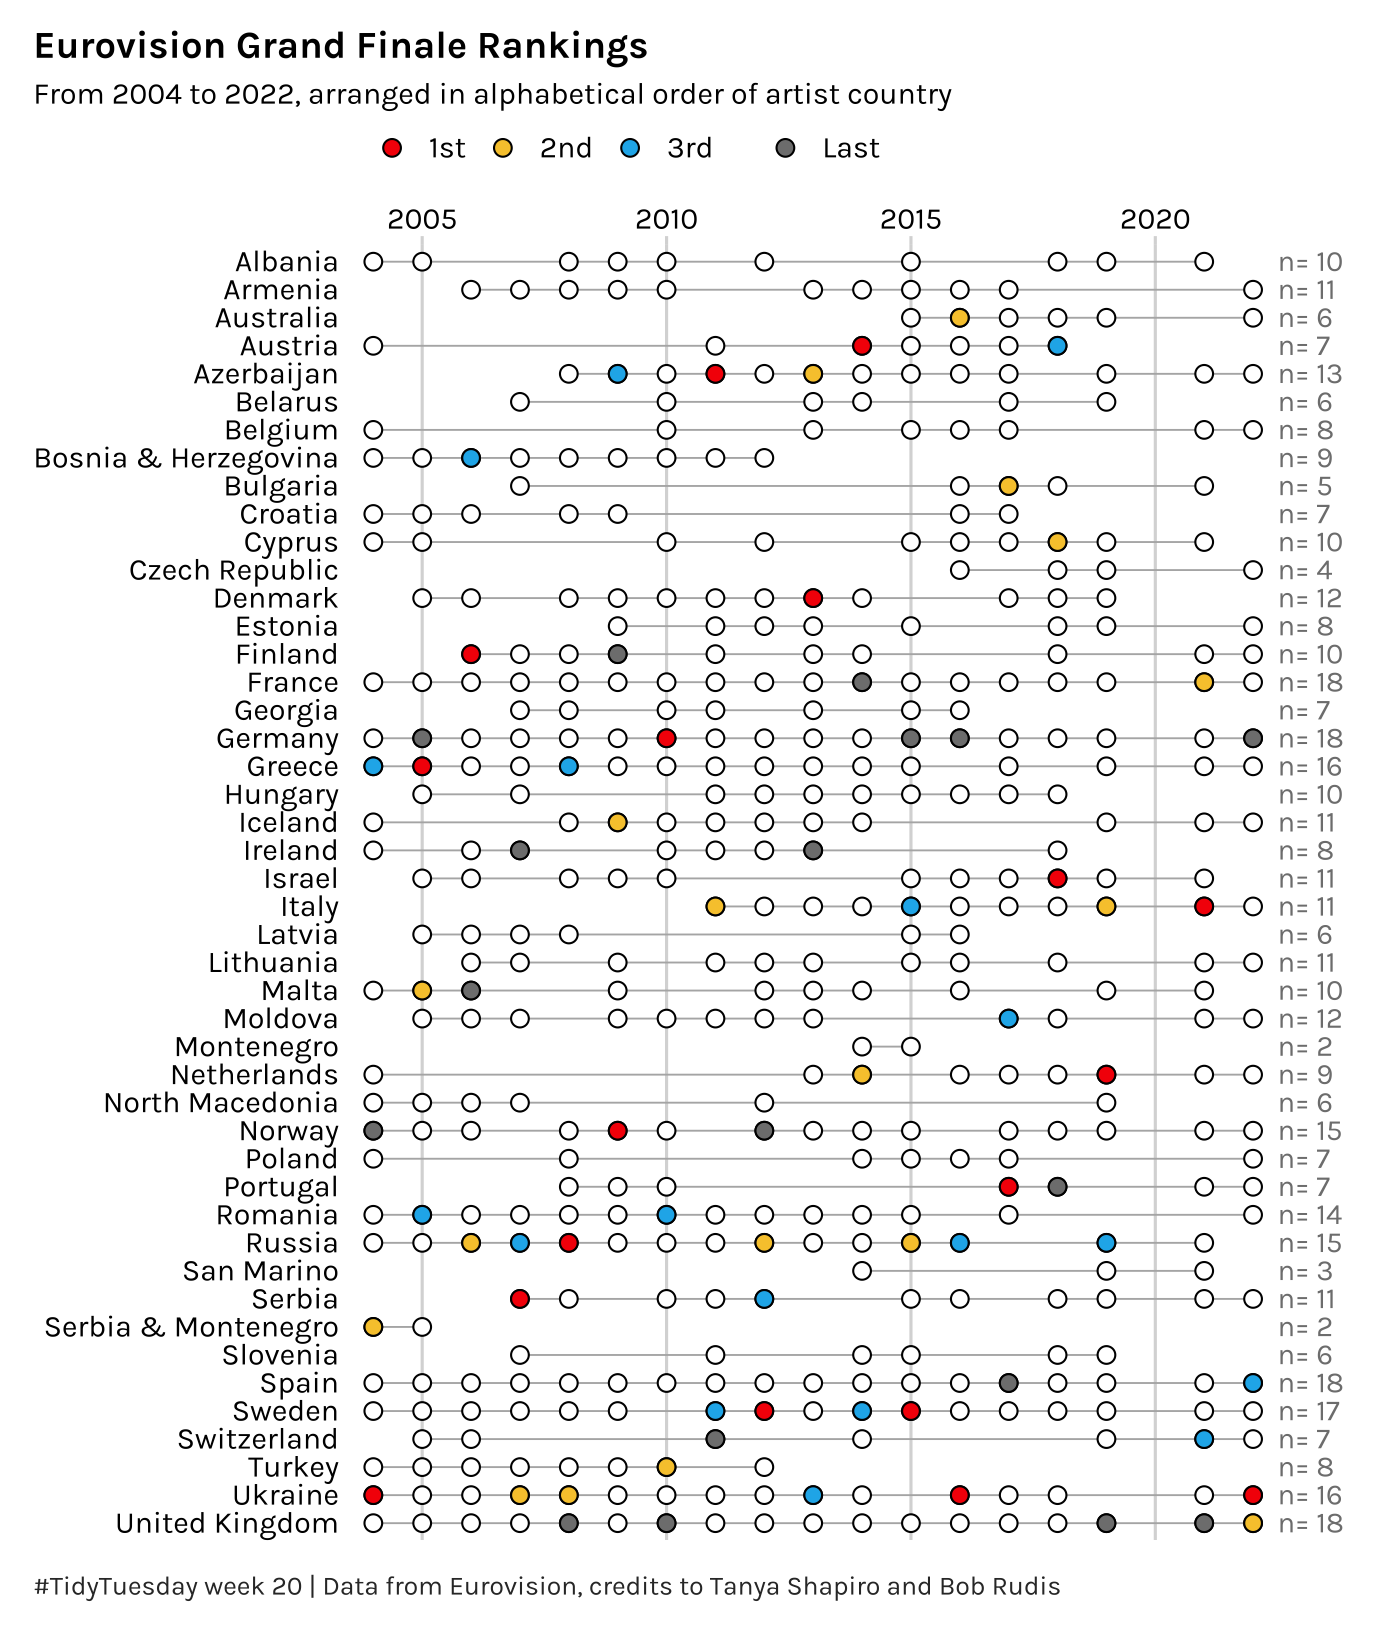 Eurovision Grand Finale Rankings
From 2004 to 2022, arranged in alphabetical order of artist country
1st 2nd 3rd Last
2005 2010 2015 2020
Albania n= 10
Armenia n= 11
Australia n= 6
Austria n= 7
Azerbaijan n= 13
Belarus n= 6
Belgium n= 8
Bosnia & Herzegovina n= 9
Bulgaria n= 5
Croatia n= 7
Cyprus n= 10
Czech Republic n= 4
Denmark n= 12
Estonia n= 8
Finland n= 10
France n= 18
Georgia n= 7
Germany n= 18
Greece n= 16
Hungary n= 10
Iceland n= 11
Ireland n= 8
Israel n= 11
Italy n= 11
Latvia n= 6
Lithuania n= 11
Malta n= 10
Moldova n= 12
Montenegro n= 2
Netherlands n= 9
North Macedonia n= 6
Norway n= 15
Poland n= 7
Portugal n= 7
Romania n= 14
Russia n= 15
San Marino n= 3
Serbia n= 11
Serbia & Montenegro n= 2
Slovenia n= 6
Spain n= 18
Sweden n= 17
Switzerland n= 7
Turkey n= 8
Ukraine n= 16
United Kingdom n= 18
#TidyTuesday week 20 | Data from Eurovision, credits to Tanya Shapiro and Bob Rudis